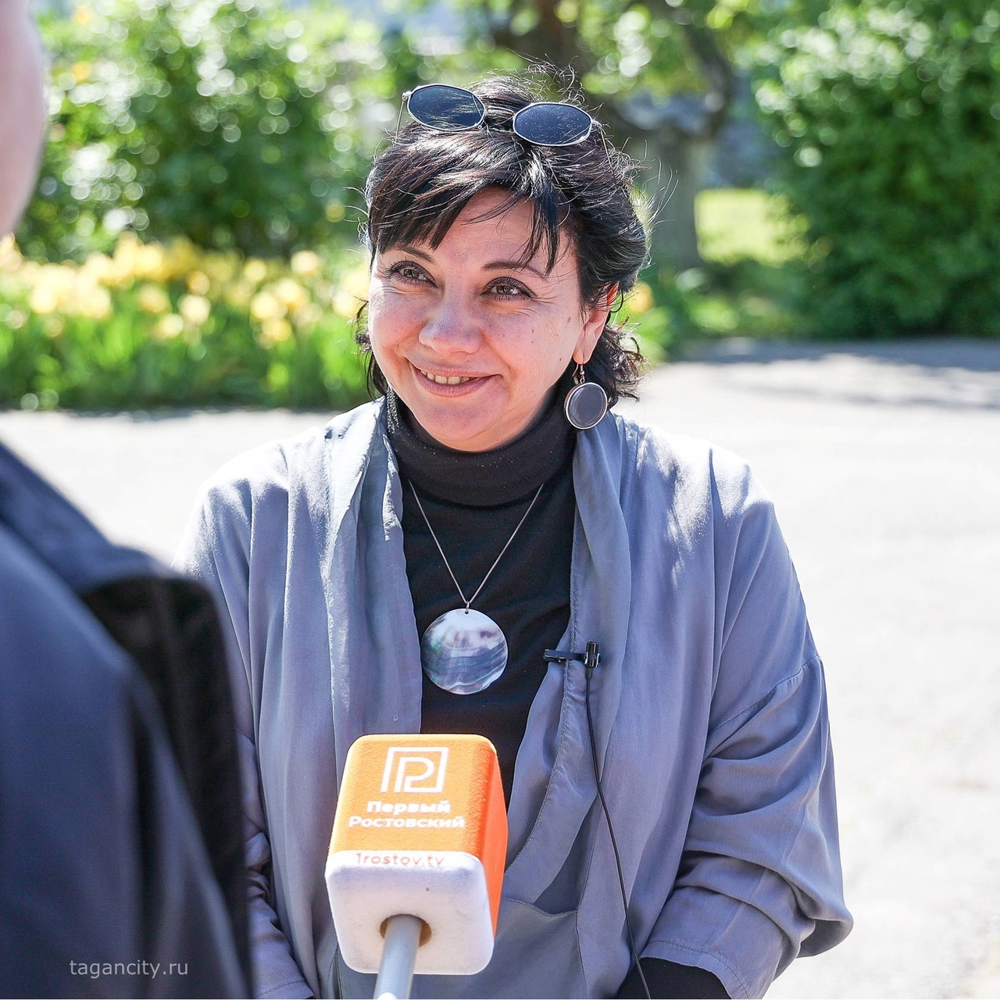 Первый
Ростовский
1rostov.tv
tagancity.ru